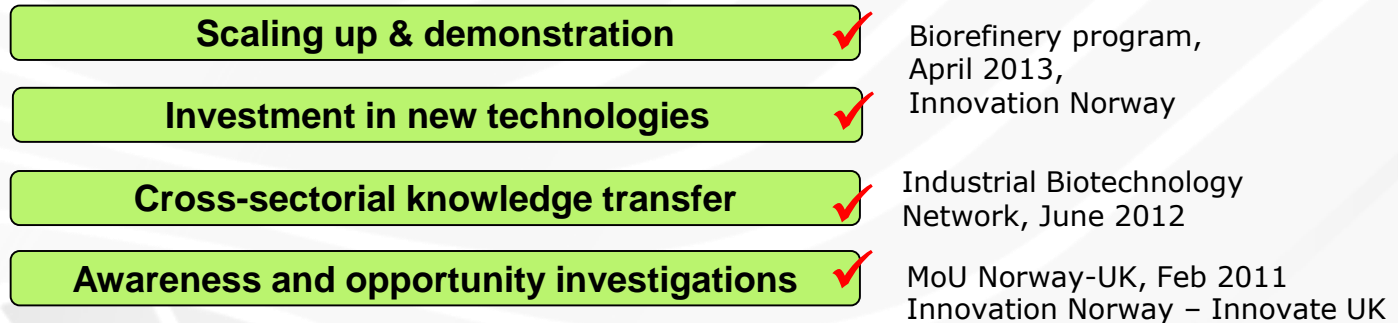 Scaling up & demonstration
Biorefinery program,
April 2013,
Innovation Norway
Investment in new technologies
Cross-sectorial knowledge transfer
Industrial Biotechnology
Network, June 2012
Awareness and opportunity investigations
MoU Norway-UK, Feb 2011
Innovation Norway – Innovate UK